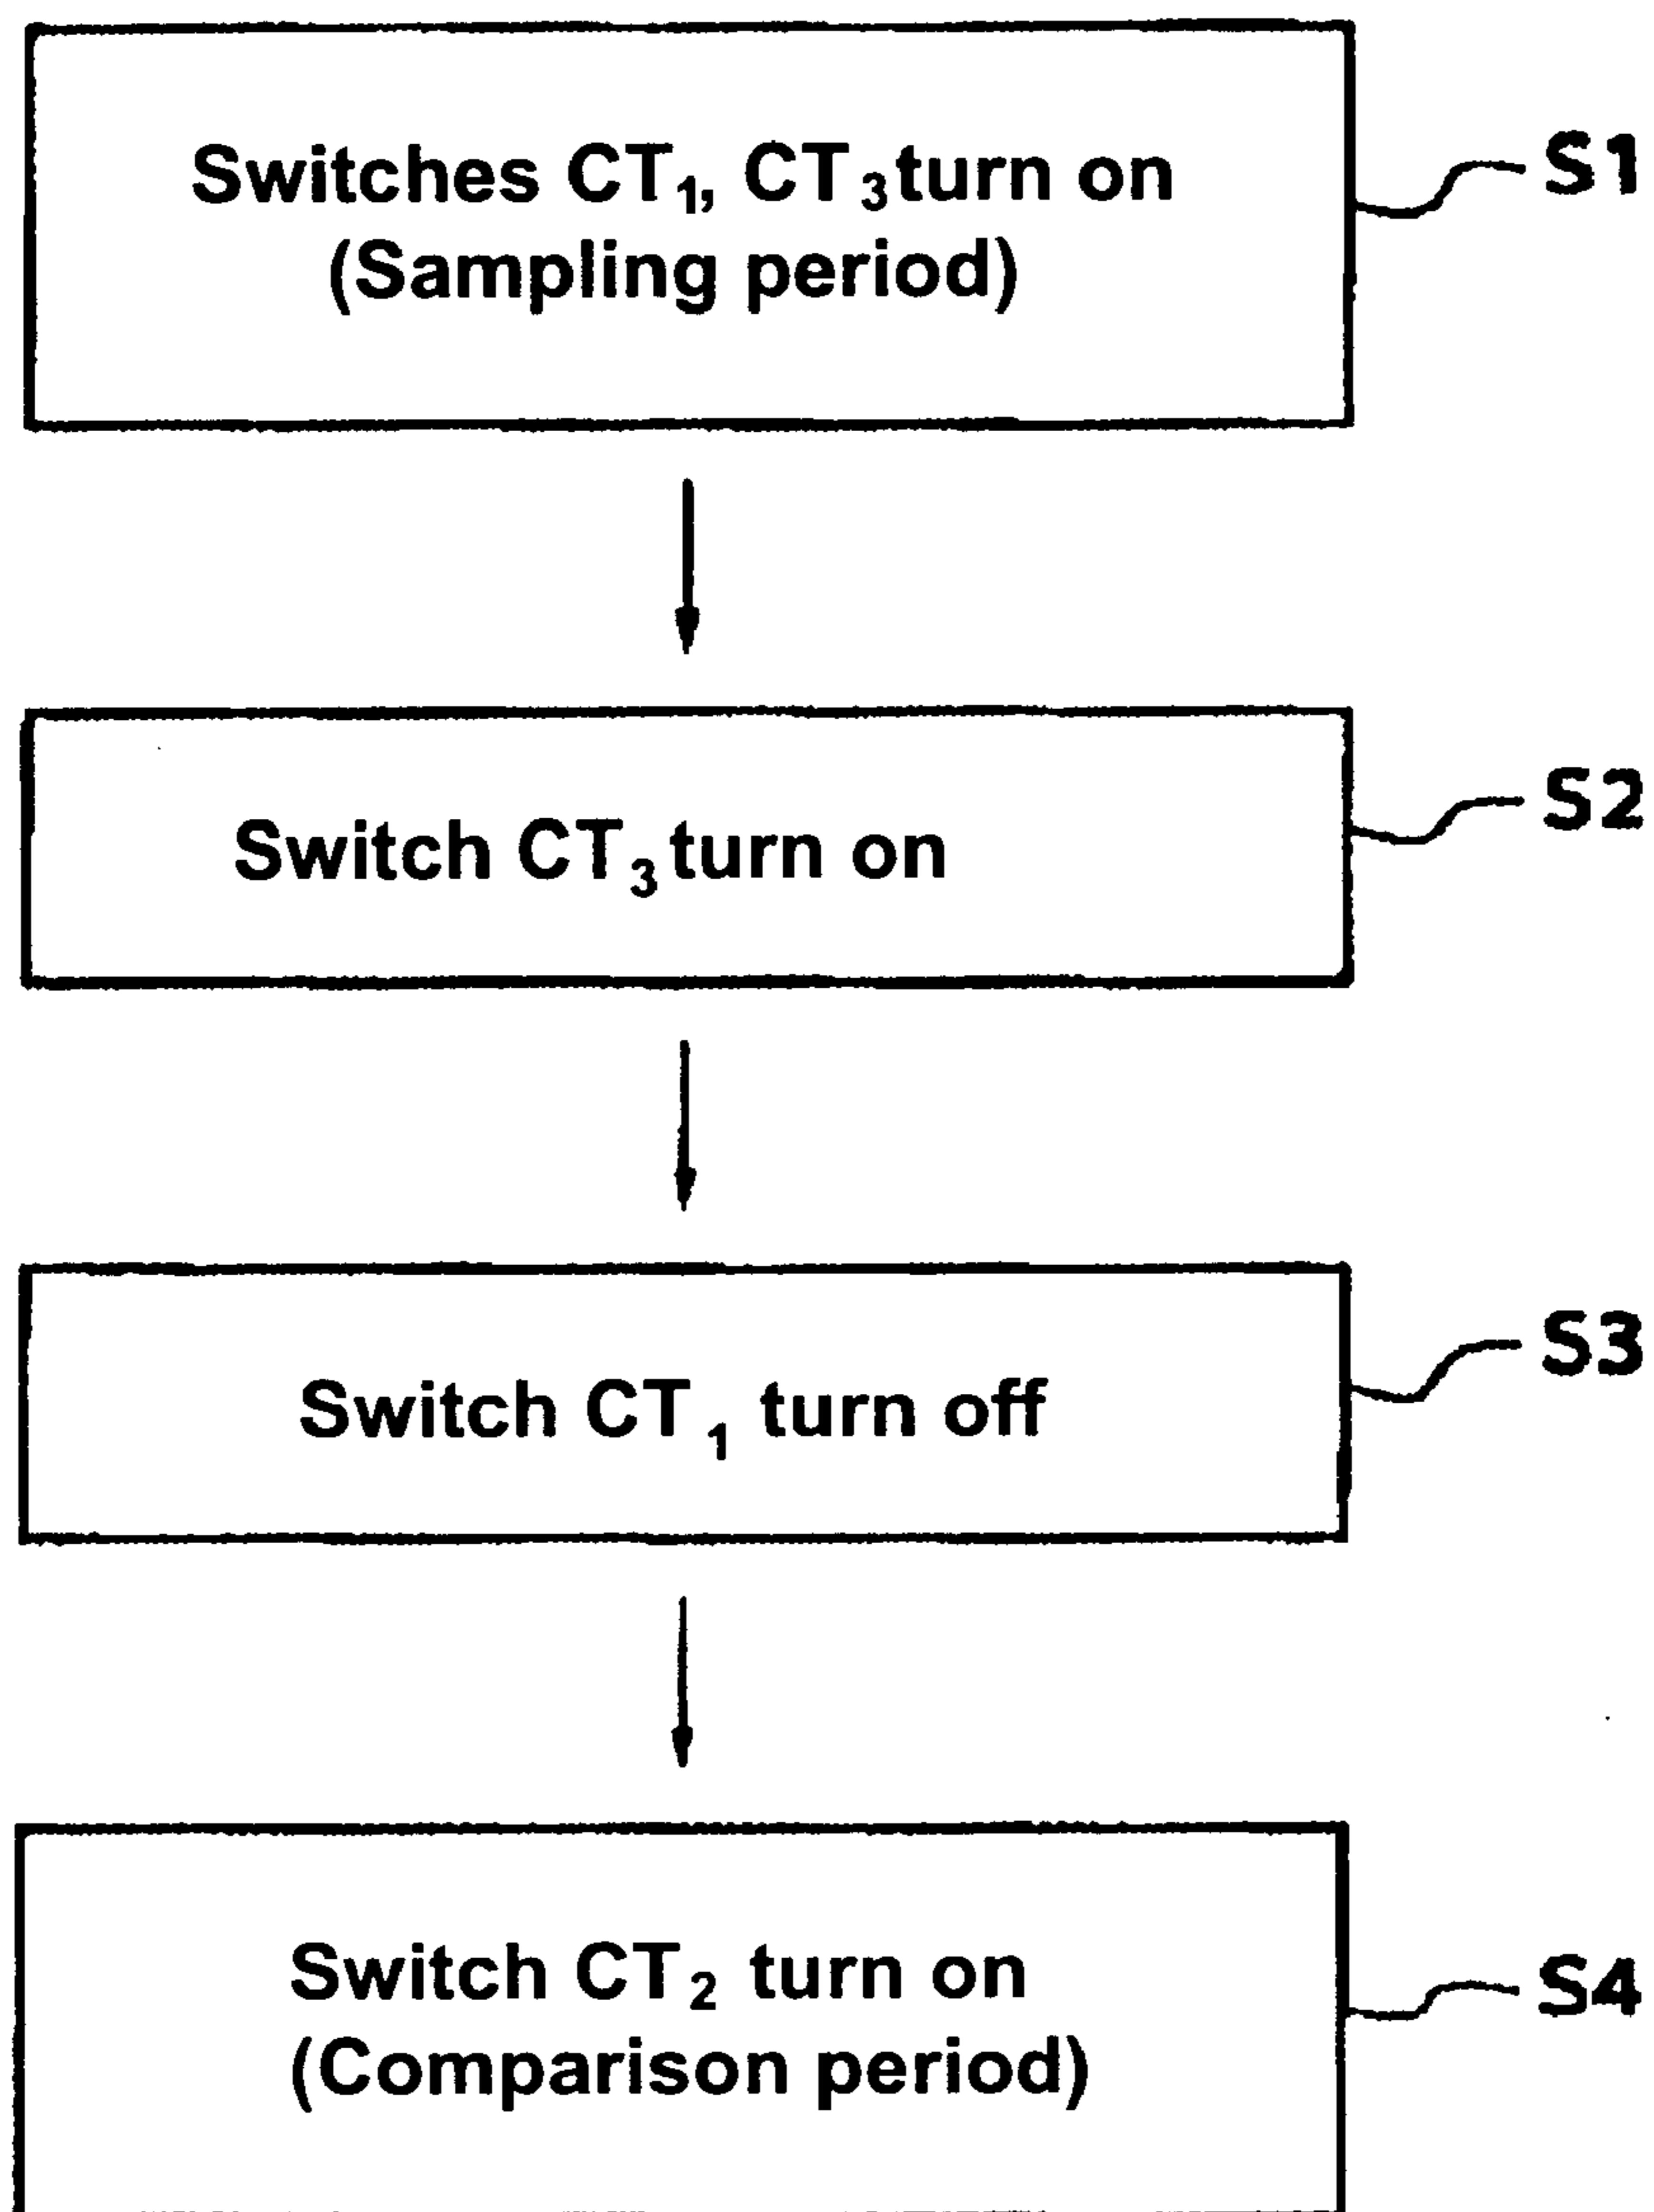 Switches CT₁, CT₃ turn on
(Sampling period)
S1
Switch CT₃ turn on
S2
Switch CT₁ turn off
S3
Switch CT₂ turn on
(Comparison period)
S4